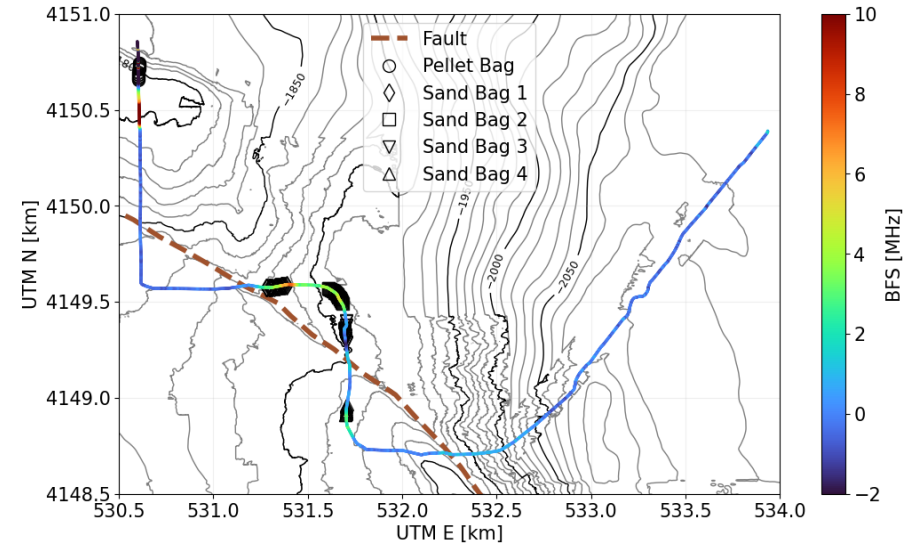 4151.0
4150.5
4150.0
4149.5
4149.0
4148.5
UTM N [km]
530.5
531.0
531.5
532.0
532.5
533.0
533.5
534.0
UTM E [km]
Fault
Pellet Bag
Sand Bag 1
Sand Bag 2
Sand Bag 3
Sand Bag 4
−1850
−2000
−2050
10
8
6
4
2
0
−2
BFS [MHz]